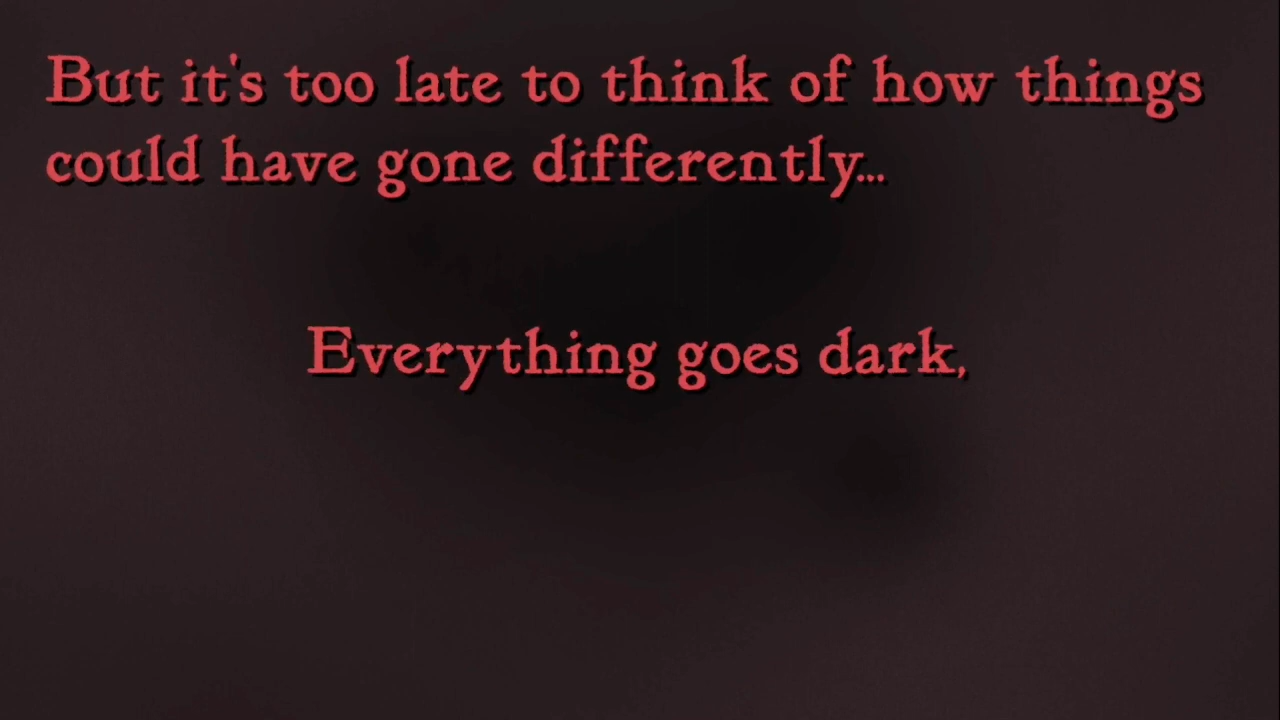 But it's too late to think of how things
could have gone differently...
Everything goes dark,